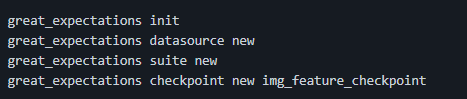 great_expectations init
great_expectations datasource new
great_expectations suite new
great_expectations checkpoint new img_feature_checkpoint